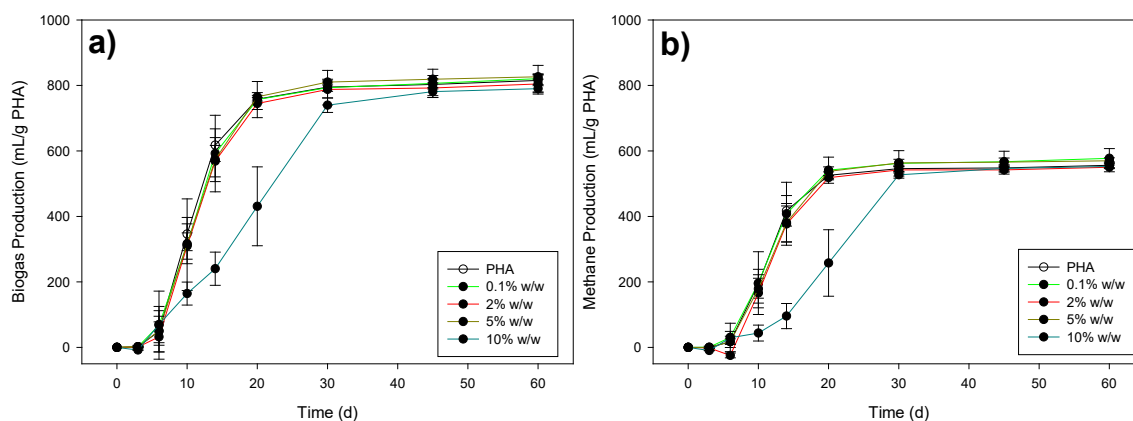 a)
Biogas Production (mL/g PHA)
1000
800
600
400
200
0
PHA
0.1% w/w
2% w/w
5% w/w
10% w/w
0 10 20 30 40 50 60
Time (d)
b)
Methane Production (mL/g PHA)
1000
800
600
400
200
0
PHA
0.1% w/w
2% w/w
5% w/w
10% w/w
0 10 20 30 40 50 60
Time (d)